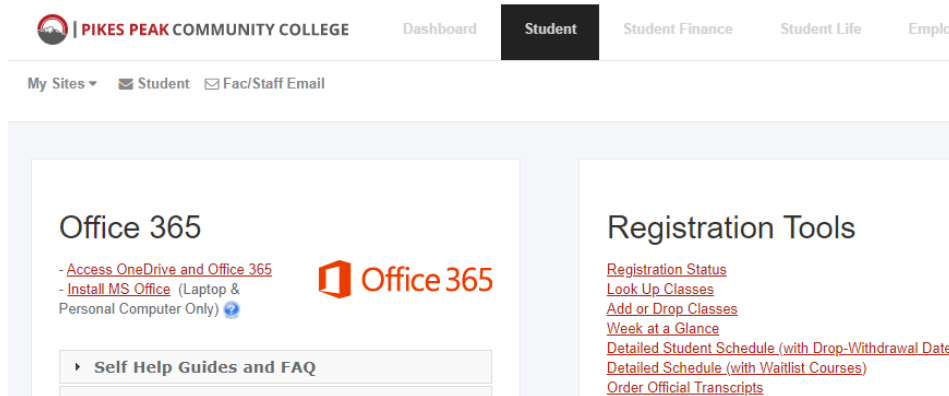 PIKES PEAK COMMUNITY COLLEGE Dashboard Student Student Finance Student Life Emplo
My Sites Student Fac/Staff Email
Office 365
- Access OneDrive and Office 365
- Install MS Office (Laptop &
Personal Computer Only) ?
Office 365
Self Help Guides and FAQ
Registration Tools
Registration Status
Look Up Classes
Add or Drop Classes
Week at a Glance
Detailed Student Schedule (with Drop-Withdrawal Date
Detailed Schedule (with Waitlist Courses)
Order Official Transcripts